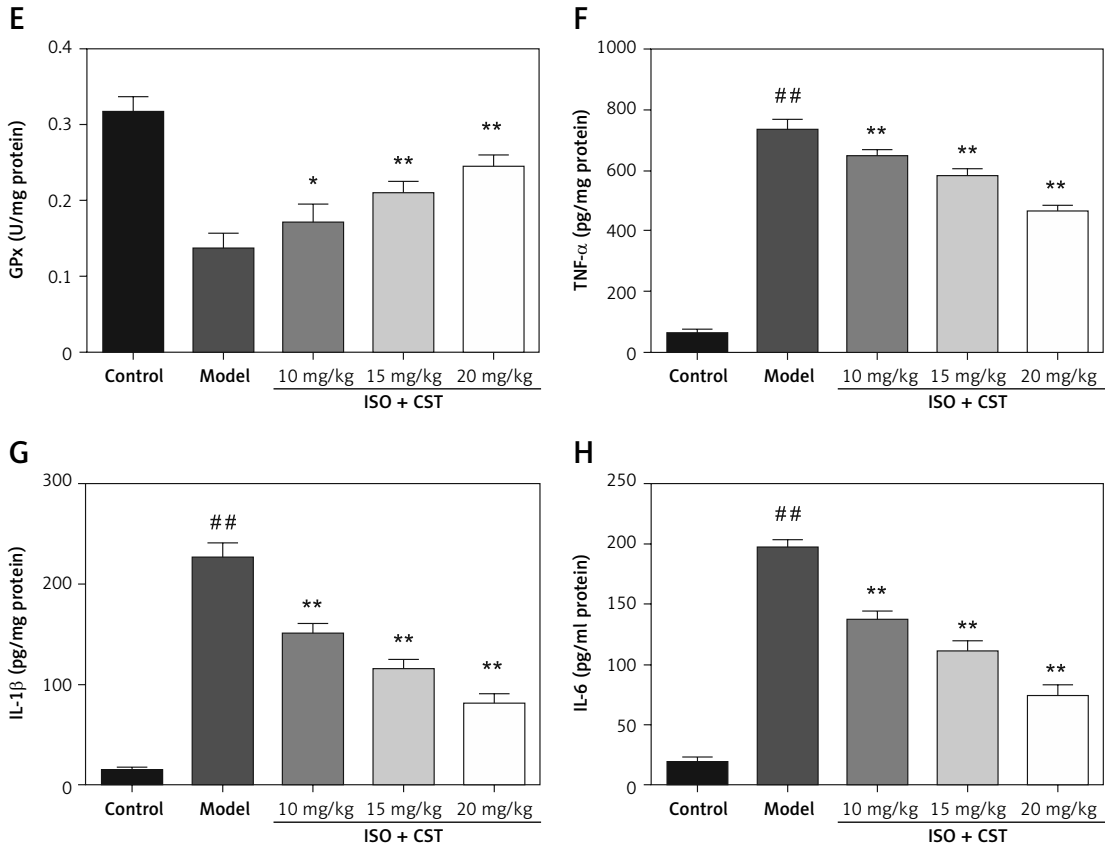 E
GPx (U/mg protein)
0.4
0.3
0.2
0.1
0
*
**
**
Control Model 10 mg/kg 15 mg/kg 20 mg/kg
ISO + CST
F
TNF-α (pg/mg protein)
1000
800
600
400
200
0
##
**
**
**
Control Model 10 mg/kg 15 mg/kg 20 mg/kg
ISO + CST
G
IL-1β (pg/mg protein)
300
200
100
0
##
**
**
**
Control Model 10 mg/kg 15 mg/kg 20 mg/kg
ISO + CST
H
IL-6 (pg/ml protein)
250
200
150
100
50
0
##
**
**
**
Control Model 10 mg/kg 15 mg/kg 20 mg/kg
ISO + CST